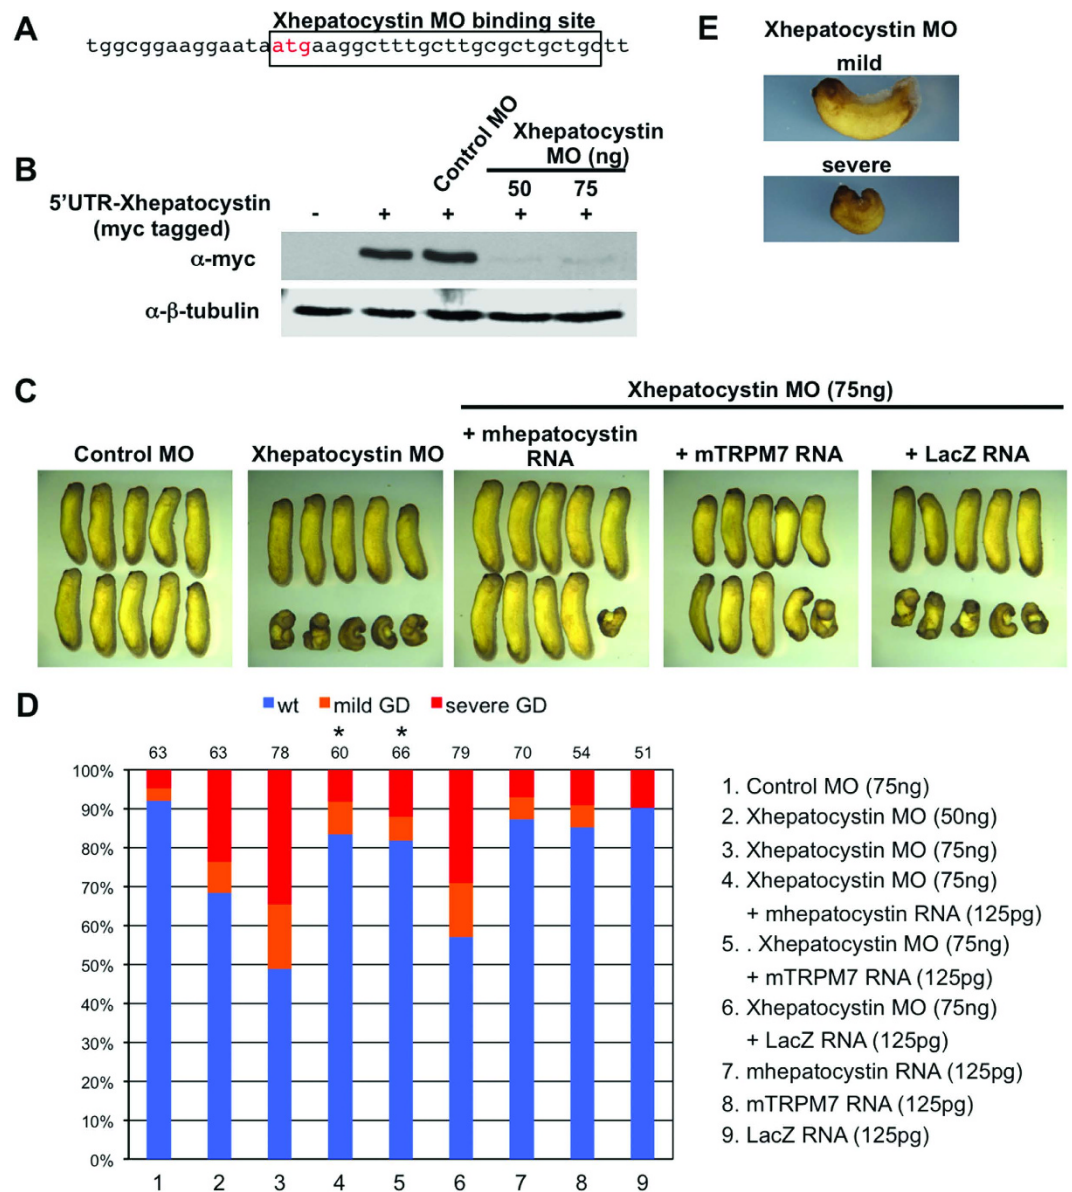 A
Xhepatocystin MO binding site
tggcggaaggaataatgaaggctttgcttgcgctgctgctt
B
Control MO
Xhepatocystin
MO (ng)
50 75
5'UTR-Xhepatocystin
(myc tagged)
- + + + +
α-myc
α-β-tubulin
E
Xhepatocystin MO
mild
severe
C
Xhepatocystin MO (75ng)
Control MO
Xhepatocystin MO
+ mhepatocystin
RNA
+ mTRPM7 RNA
+ LacZ RNA
D
wt mild GD severe GD
* *
63 63 78 60 66 79 70 54 51
100%
90%
80%
70%
60%
50%
40%
30%
20%
10%
0%
1 2 3 4 5 6 7 8 9
1. Control MO (75ng)
2. Xhepatocystin MO (50ng)
3. Xhepatocystin MO (75ng)
4. Xhepatocystin MO (75ng)
+ mhepatocystin RNA (125pg)
5. . Xhepatocystin MO (75ng)
+ mTRPM7 RNA (125pg)
6. Xhepatocystin MO (75ng)
+ LacZ RNA (125pg)
7. mhepatocystin RNA (125pg)
8. mTRPM7 RNA (125pg)
9. LacZ RNA (125pg)